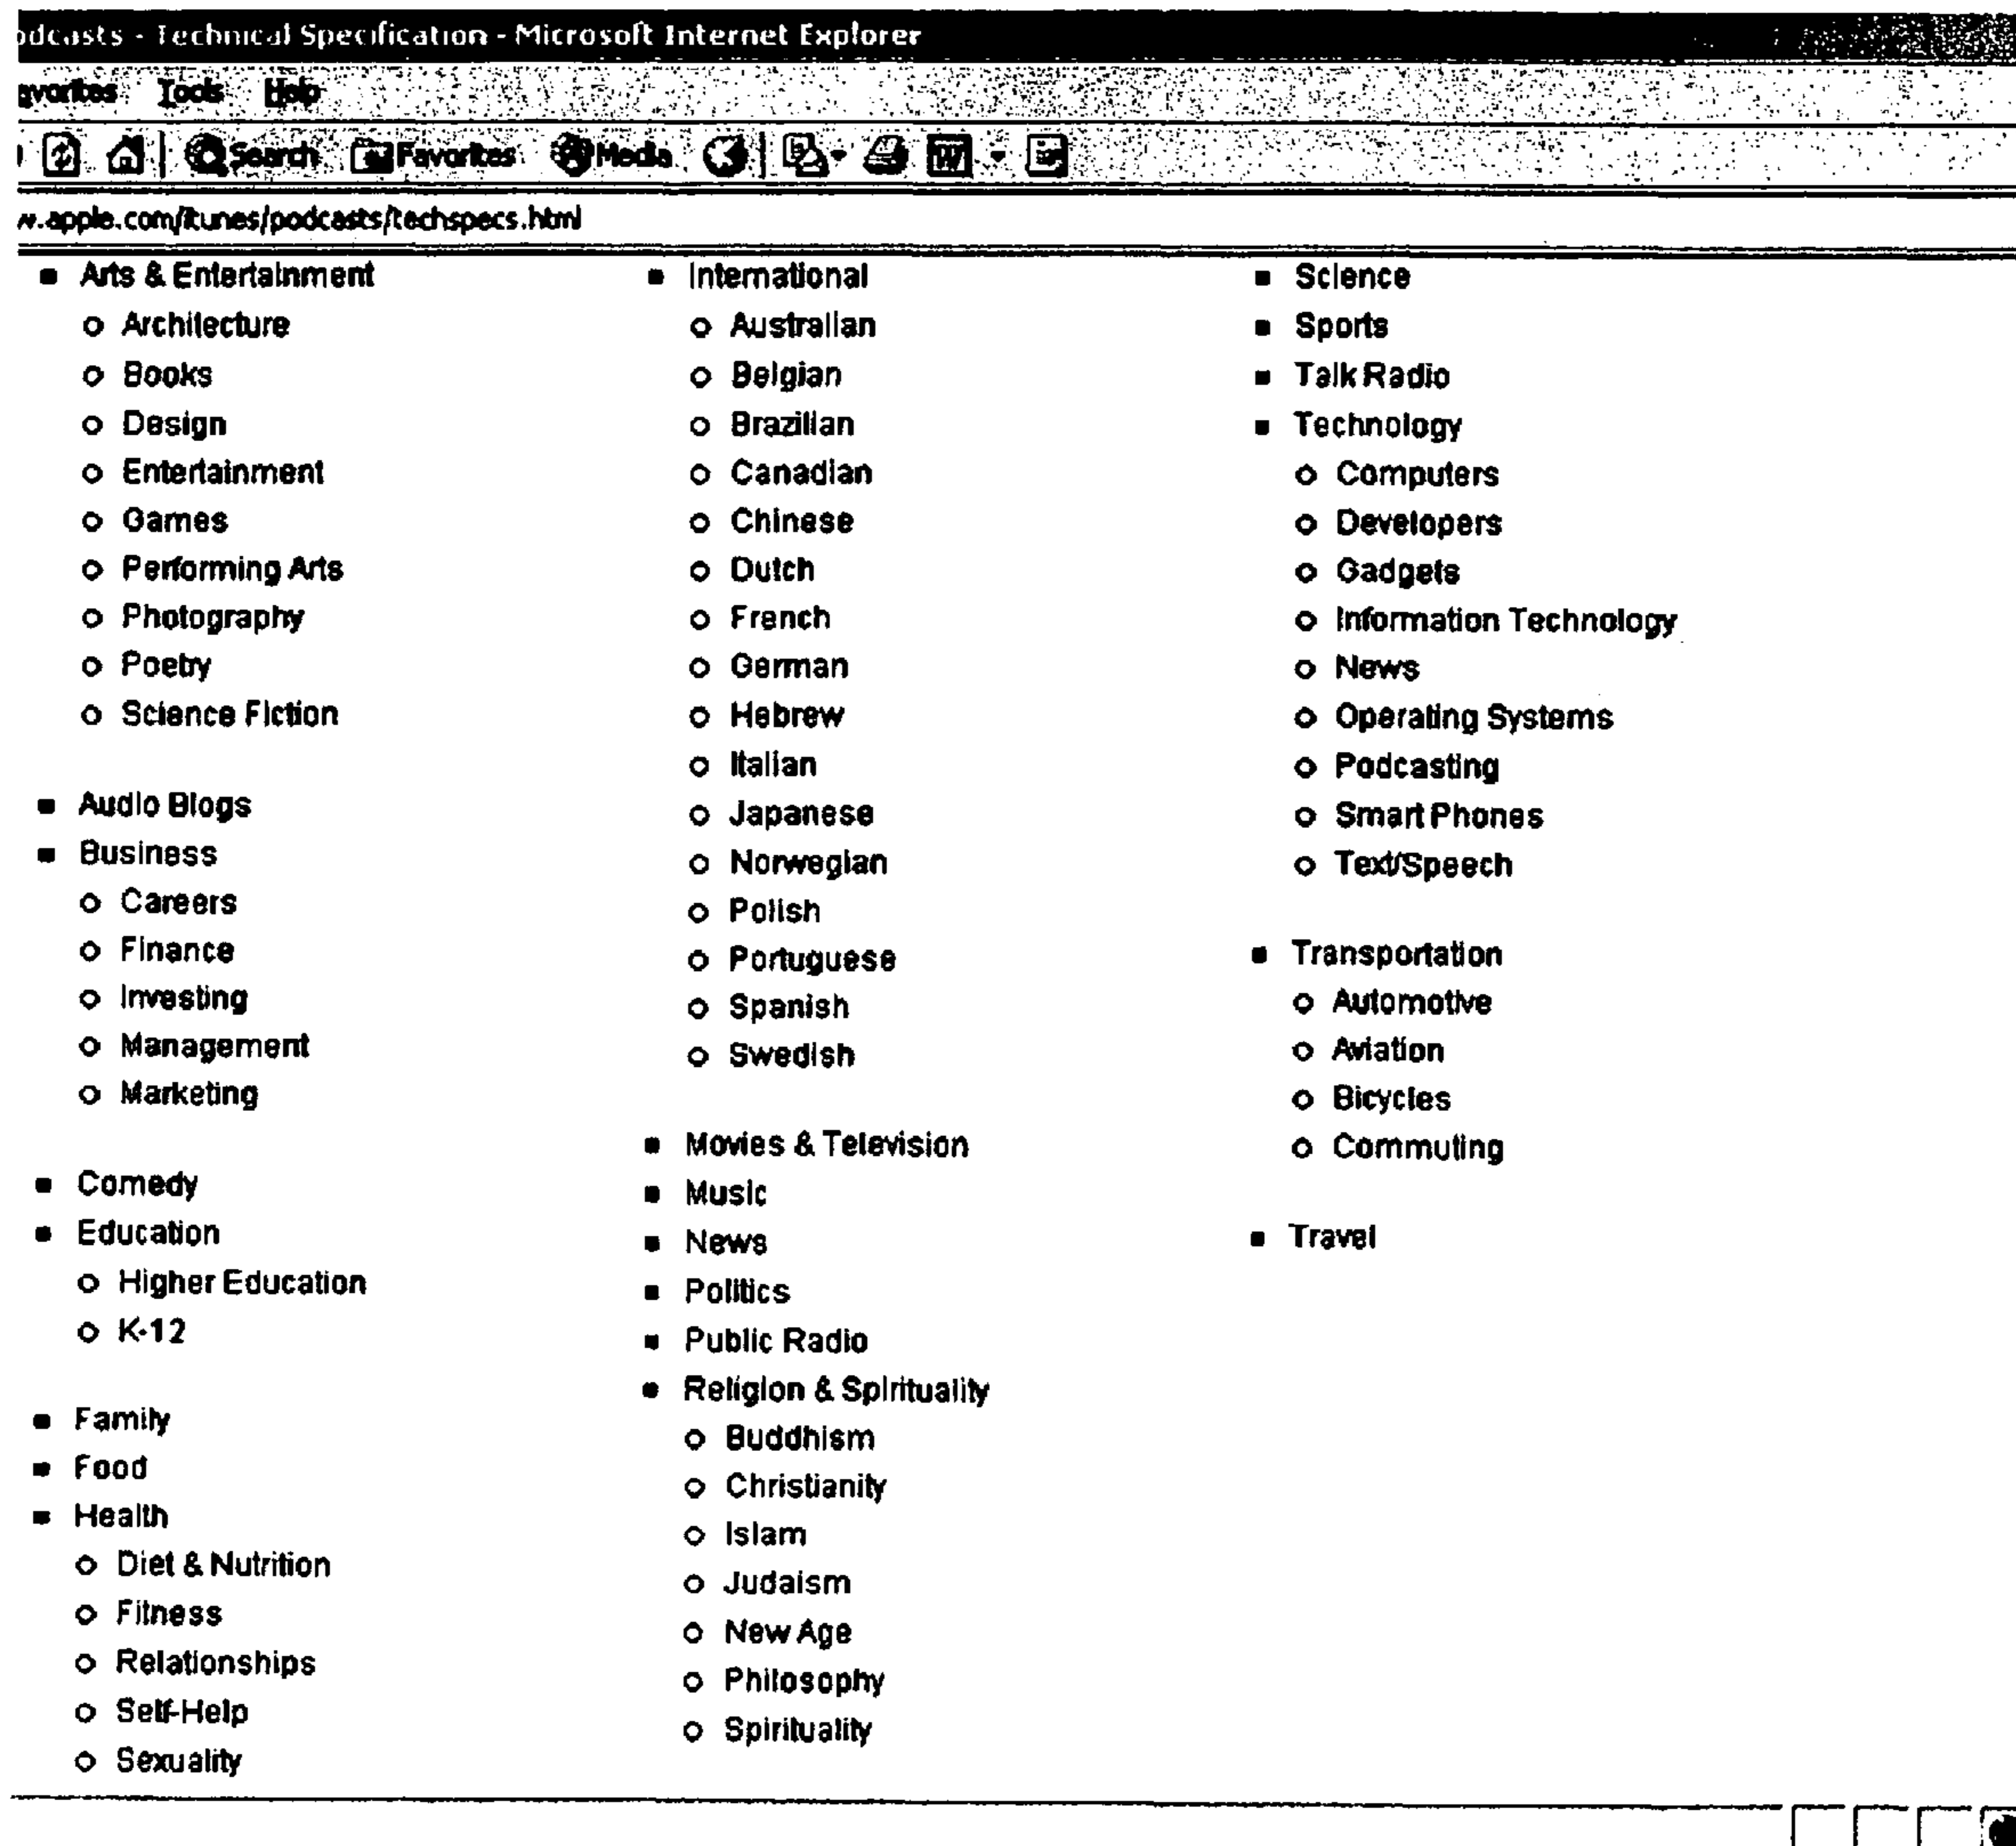 odcasts - Technical Specification - Microsoft Internet Explorer
avorites Tools Help
Search Favorites Media
w.apple.com/itunes/podcasts/techspecs.html
▪ Arts & Entertainment
o Architecture
o Books
o Design
o Entertainment
o Games
o Performing Arts
o Photography
o Poetry
o Science Fiction
▪ Audio Blogs
▪ Business
o Careers
o Finance
o Investing
o Management
o Marketing
▪ Comedy
▪ Education
o Higher Education
o K-12
▪ Family
▪ Food
▪ Health
o Diet & Nutrition
o Fitness
o Relationships
o Self-Help
o Sexuality
▪ International
o Australian
o Belgian
o Brazilian
o Canadian
o Chinese
o Dutch
o French
o German
o Hebrew
o Italian
o Japanese
o Norwegian
o Polish
o Portuguese
o Spanish
o Swedish
▪ Movies & Television
▪ Music
▪ News
▪ Politics
▪ Public Radio
▪ Religion & Spirituality
o Buddhism
o Christianity
o Islam
o Judaism
o New Age
o Philosophy
o Spirituality
▪ Science
▪ Sports
▪ Talk Radio
▪ Technology
o Computers
o Developers
o Gadgets
o Information Technology
o News
o Operating Systems
o Podcasting
o Smart Phones
o Text/Speech
▪ Transportation
o Automotive
o Aviation
o Bicycles
o Commuting
▪ Travel